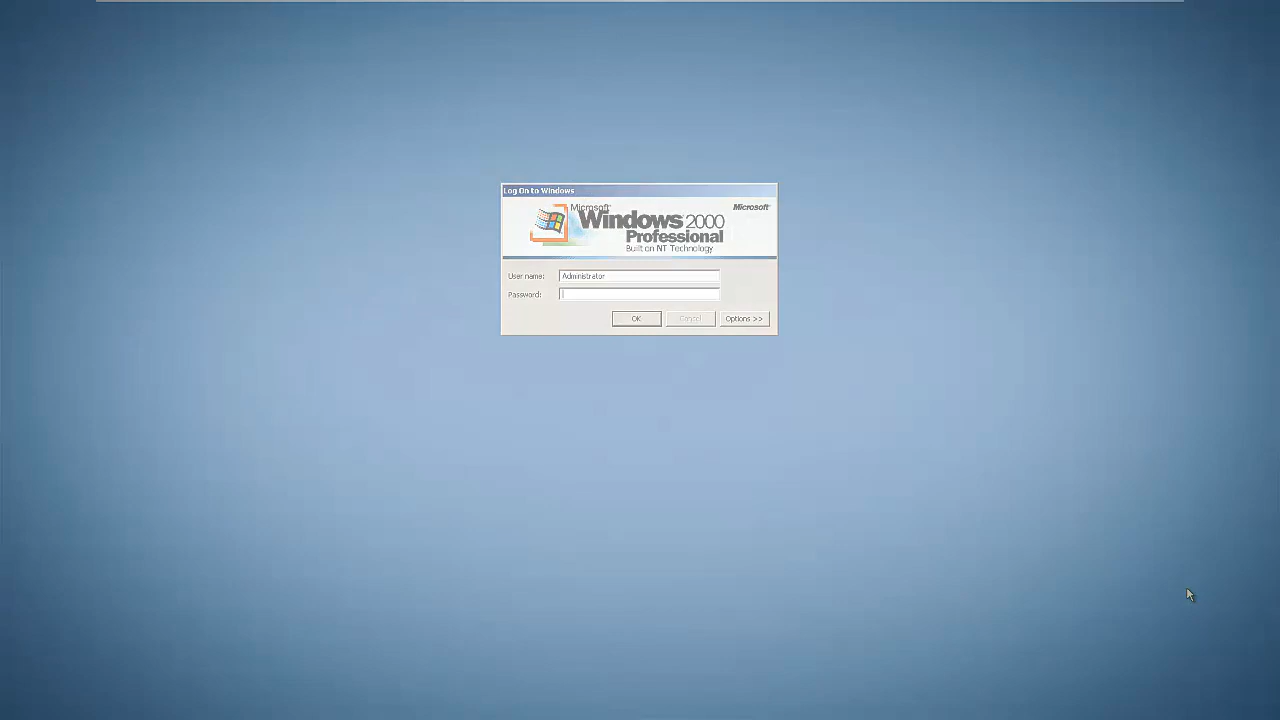 Log On to Windows
Microsoft
Windows 2000
Professional
Built on NT Technology
Microsoft
User name: Administrator
Password:
OK Cancel Options >>